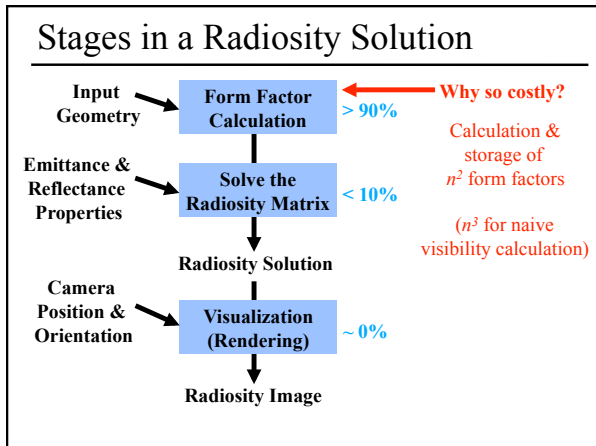 Stages in a Radiosity Solution
Input
Geometry
Form Factor
Calculation
> 90%
Why so costly?
Calculation &
storage of
n² form factors
(n³ for naive
visibility calculation)
Emittance &
Reflectance
Properties
Solve the
Radiosity Matrix
< 10%
Radiosity Solution
Camera
Position &
Orientation
Visualization
(Rendering)
~ 0%
Radiosity Image